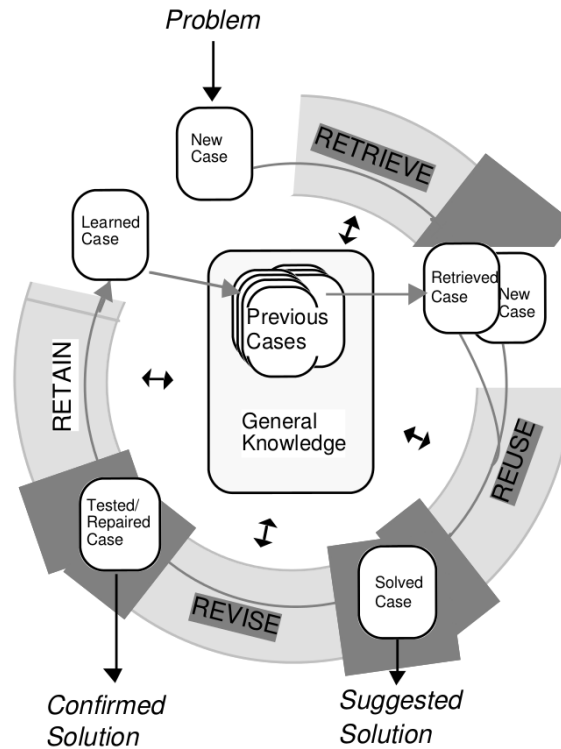 Problem
New
Case
RETRIEVE
Learned
Case
Retrieved
Case
New
Case
Previous
Cases
General
Knowledge
RETAIN
REUSE
Tested/
Repaired
Case
Solved
Case
REVISE
Confirmed
Solution
Suggested
Solution